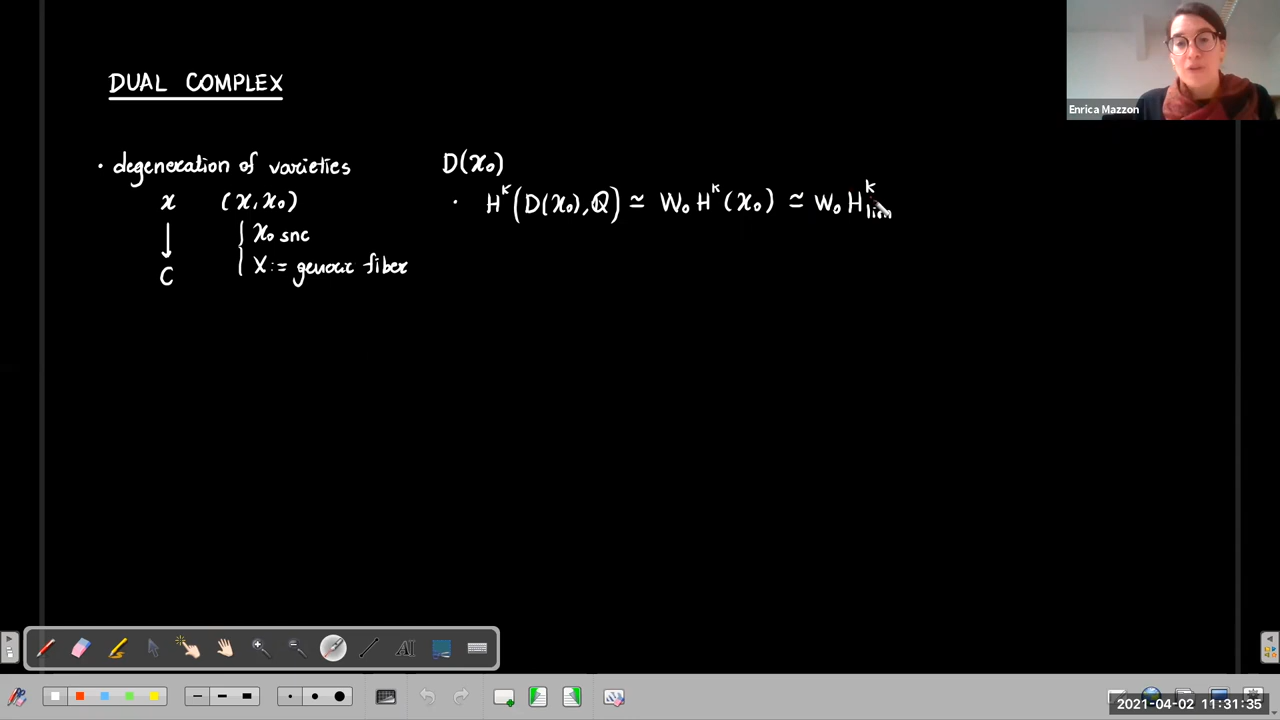 DUAL COMPLEX
Enrica Mazzon
• degeneration of varieties D(𝒳₀)
𝒳 (𝒳, 𝒳₀) • Hᵏ(D(𝒳₀), Q) ≃ W₀ Hᵏ(𝒳₀) ≃ W₀ Hᵏ_lim
↓ { 𝒳₀ snc
C X := generic fiber
AI
2021-04-02 11:31:35